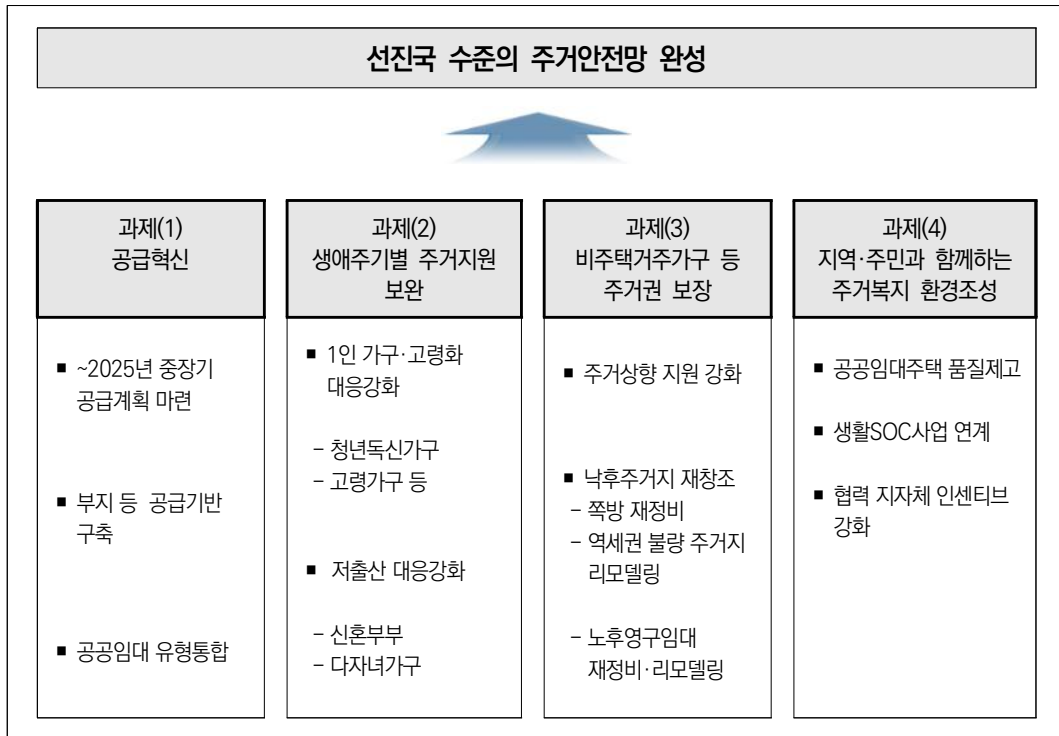 선진국 수준의 주거안전망 완성
과제(1)
공급혁신
■ ~2025년 중장기
공급계획 마련
■ 부지 등 공급기반
구축
■ 공공임대 유형통합
과제(2)
생애주기별 주거지원
보완
■ 1인 가구·고령화
대응강화
- 청년독신가구
- 고령가구 등
■ 저출산 대응강화
- 신혼부부
- 다자녀가구
과제(3)
비주택거주가구 등
주거권 보장
■ 주거상향 지원 강화
■ 낙후주거지 재창조
- 쪽방 재정비
- 역세권 불량 주거지
리모델링
- 노후영구임대
재정비·리모델링
과제(4)
지역·주민과 함께하는
주거복지 환경조성
■ 공공임대주택 품질제고
■ 생활SOC사업 연계
■ 협력 지자체 인센티브
강화